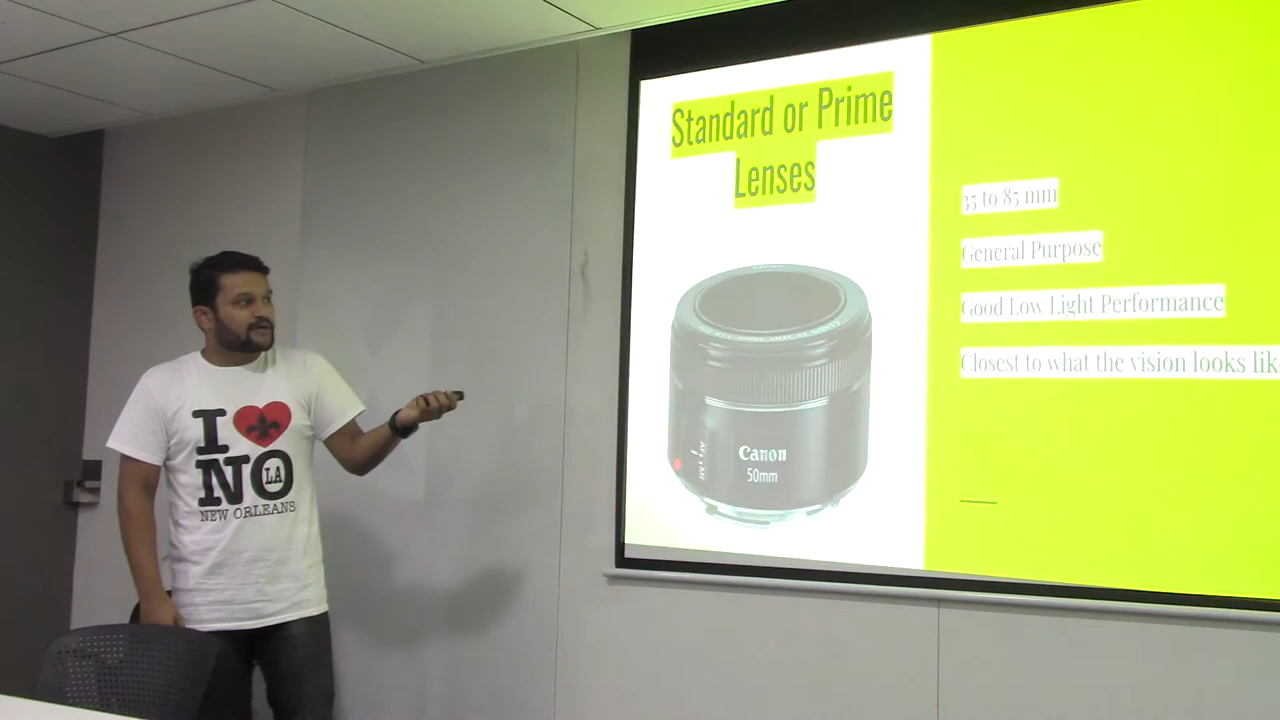 Standard or Prime
Lenses
35 to 85 mm
General Purpose
Good Low Light Performance
Closest to what the vision looks lik
Canon
50mm
I
NO
LA
NEW ORLEANS